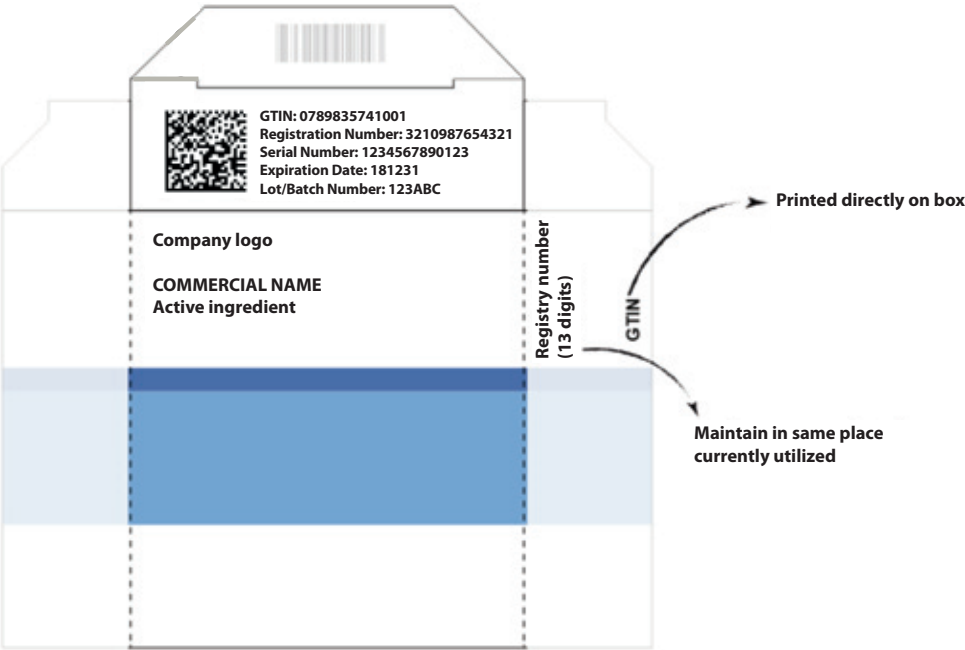 GTIN: 0789835741001
Registration Number: 3210987654321
Serial Number: 1234567890123
Expiration Date: 181231
Lot/Batch Number: 123ABC
Company logo
COMMERCIAL NAME
Active ingredient
Registry number
(13 digits)
GTIN
Printed directly on box
Maintain in same place
currently utilized